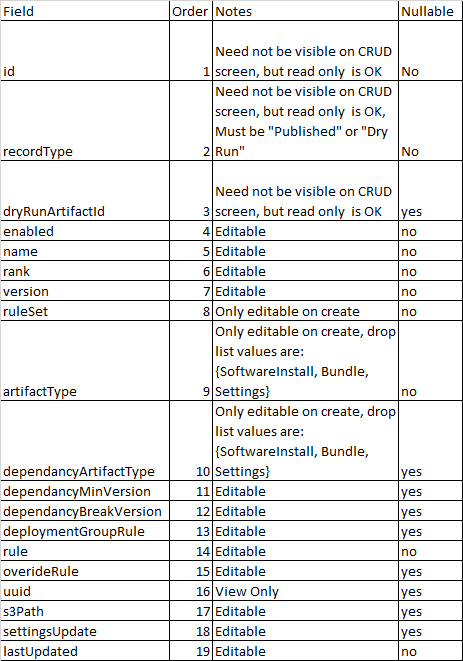 Field Order Notes Nullable
Need not be visible on CRUD
id 1 screen, but read only is OK No
Need not be visible on CRUD
screen, but read only is OK,
Must be "Published" or "Dry
recordType 2 Run" No
Need not be visible on CRUD
dryRunArtifactId 3 screen, but read only is OK yes
enabled 4 Editable no
name 5 Editable no
rank 6 Editable no
version 7 Editable no
ruleSet 8 Only editable on create no
Only editable on create, drop
list values are:
{SoftwareInstall, Bundle,
artifactType 9 Settings} no
Only editable on create, drop
list values are:
{SoftwareInstall, Bundle,
dependancyArtifactType 10 Settings} yes
dependancyMinVersion 11 Editable yes
dependancyBreakVersion 12 Editable yes
deploymentGroupRule 13 Editable yes
rule 14 Editable no
overideRule 15 Editable yes
uuid 16 View Only yes
s3Path 17 Editable yes
settingsUpdate 18 Editable yes
lastUpdated 19 Editable no